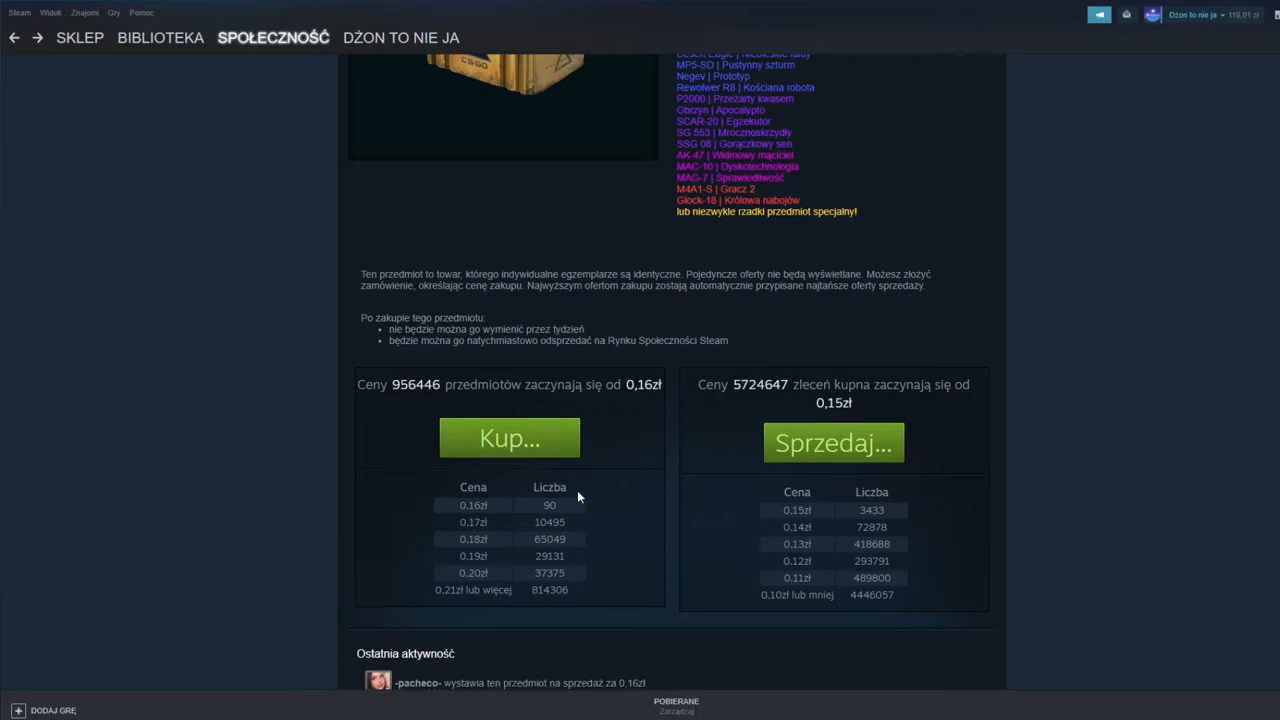 Steam Widok Znajomi Gry Pomoc
Dżon to nie ja 116,01 zł
SKLEP BIBLIOTEKA SPOŁECZNOŚĆ DŻON TO NIE JA
CS:GO
MP5-SD | Pustynny szturm
Negev | Prototyp
Rewolwer R8 | Kościana robota
P2000 | Przeżarty kwasem
Obrzyn | Apocalypto
SCAR-20 | Egzekutor
SG 553 | Mrocznoskrzydły
SSG 08 | Gorączkowy sen
AK-47 | Widmowy mąciciel
MAC-10 | Dyskotechnologia
MAG-7 | Sprawiedliwość
M4A1-S | Gracz 2
Glock-18 | Królowa nabojów
lub niezwykle rzadki przedmiot specjalny!
Ten przedmiot to towar, którego indywidualne egzemplarze są identyczne. Pojedyncze oferty nie będą wyświetlane. Możesz złożyć
zamówienie, określając cenę zakupu. Najwyższym ofertom zakupu zostają automatycznie przypisane najtańsze oferty sprzedaży.
Po zakupie tego przedmiotu:
• nie będzie można go wymienić przez tydzień
• będzie można go natychmiastowo odsprzedać na Rynku Społeczności Steam
Ceny 956446 przedmiotów zaczynają się od 0,16zł
Kup...
Cena Liczba
0,16zł 90
0,17zł 10495
0,18zł 65049
0,19zł 29131
0,20zł 37375
0,21zł lub więcej 814306
Ceny 5724647 zleceń kupna zaczynają się od
0,15zł
Sprzedaj...
Cena Liczba
0,15zł 3433
0,14zł 72878
0,13zł 418688
0,12zł 293791
0,11zł 489800
0,10zł lub mniej 4446057
Ostatnia aktywność
-pacheco- wystawia ten przedmiot na sprzedaż za 0,16zł
DODAJ GRĘ
POBIERANE
Zarządzaj